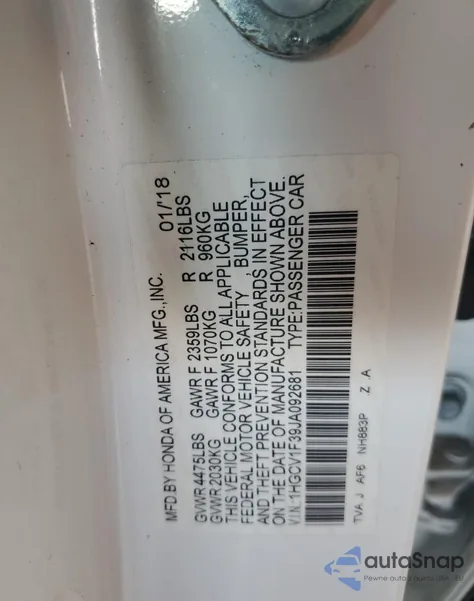 MFD.BY HONDA OF AMERICA MFG.,INC. 01/'18
GVWR 4475LBS GAWR F 2359LBS R 2116LBS
GVWR 2030KG GAWR F 1070KG R 960KG
THIS VEHICLE CONFORMS TO ALL APPLICABLE
FEDERAL MOTOR VEHICLE SAFETY , BUMPER,
AND THEFT PREVENTION STANDARDS IN EFFECT
ON THE DATE OF MANUFACTURE SHOWN ABOVE.
V.I.N. 1HGCV1F39JA092681 TYPE:PASSENGER CAR
TVA J AF6 NH883P Z .A
autoSnap